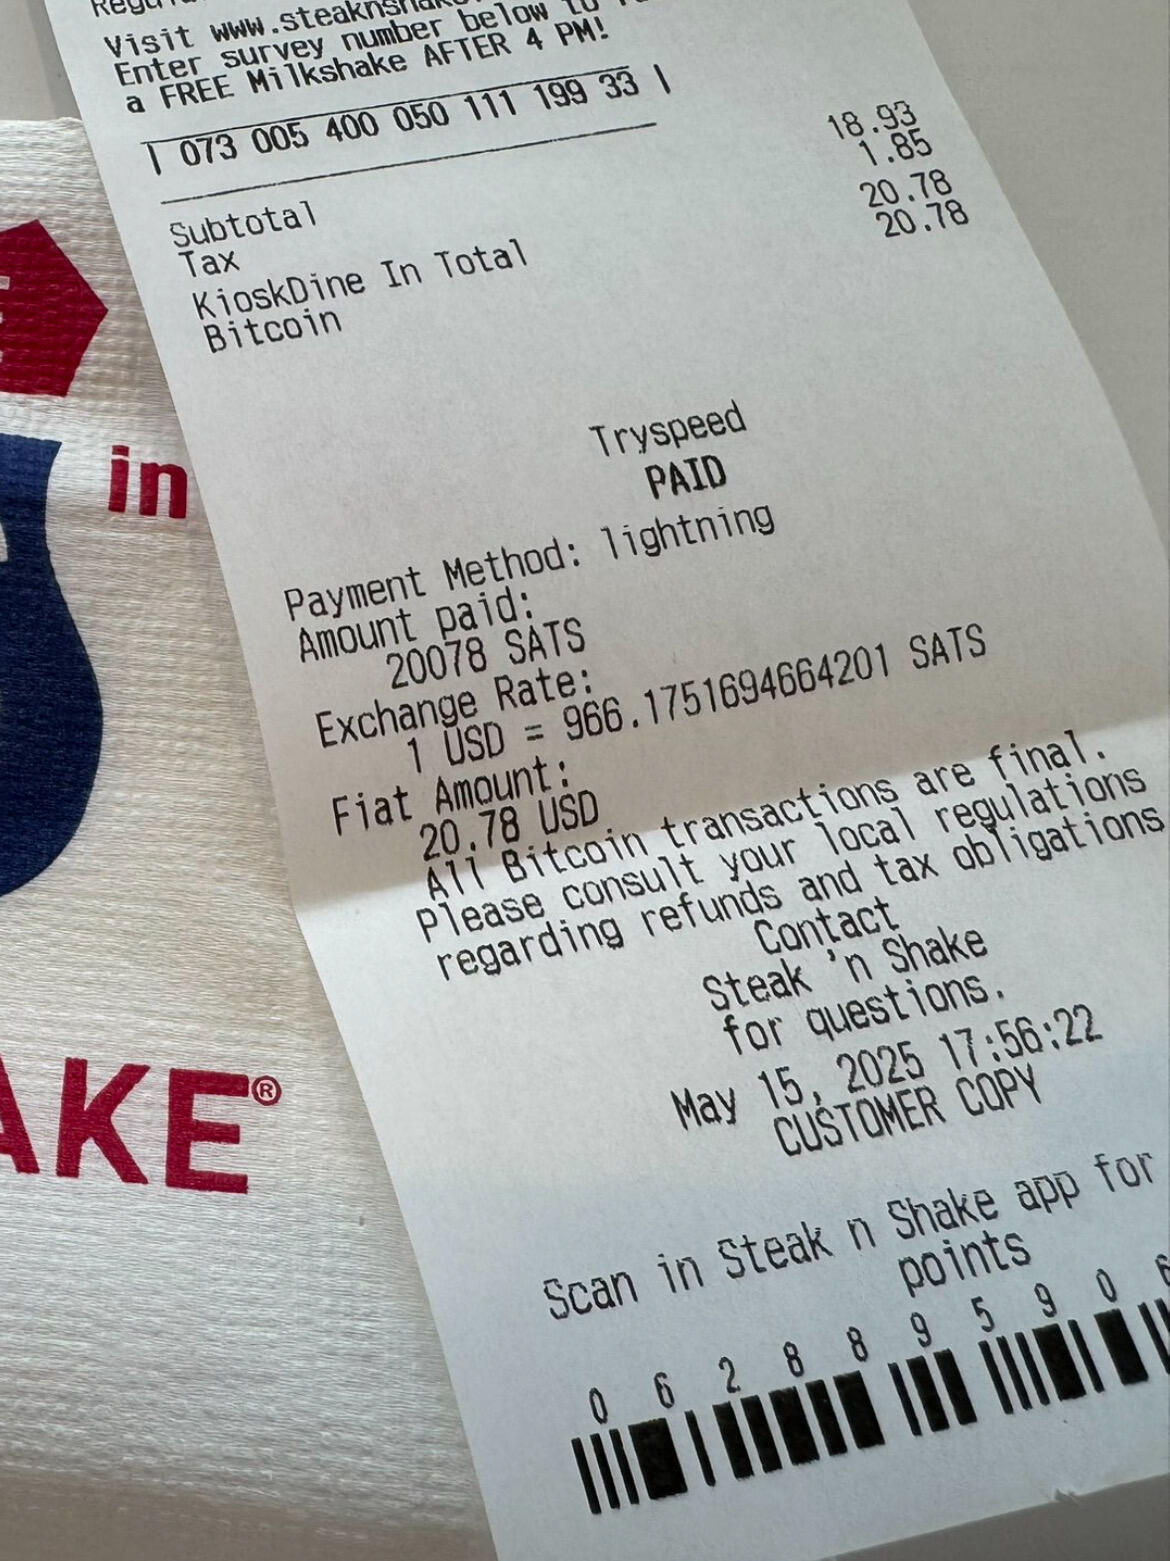 Visit www.steaknshake.
Enter survey number below to
a FREE Milkshake AFTER 4 PM!
| 073 005 400 050 111 199 33 |
Subtotal 18.93
Tax 1.85
KioskDine In Total 20.78
Bitcoin 20.78
Tryspeed
PAID
Payment Method: lightning
Amount paid:
20078 SATS
Exchange Rate:
1 USD = 966.1751694664201 SATS
Fiat Amount:
20.78 USD
All Bitcoin transactions are final.
Please consult your local regulations
regarding refunds and tax obligations
Contact
Steak 'n Shake
for questions.
May 15, 2025 17:56:22
CUSTOMER COPY
Scan in Steak n Shake app for
points
0 6 2 8 8 9 5 9 0
in
AKE®